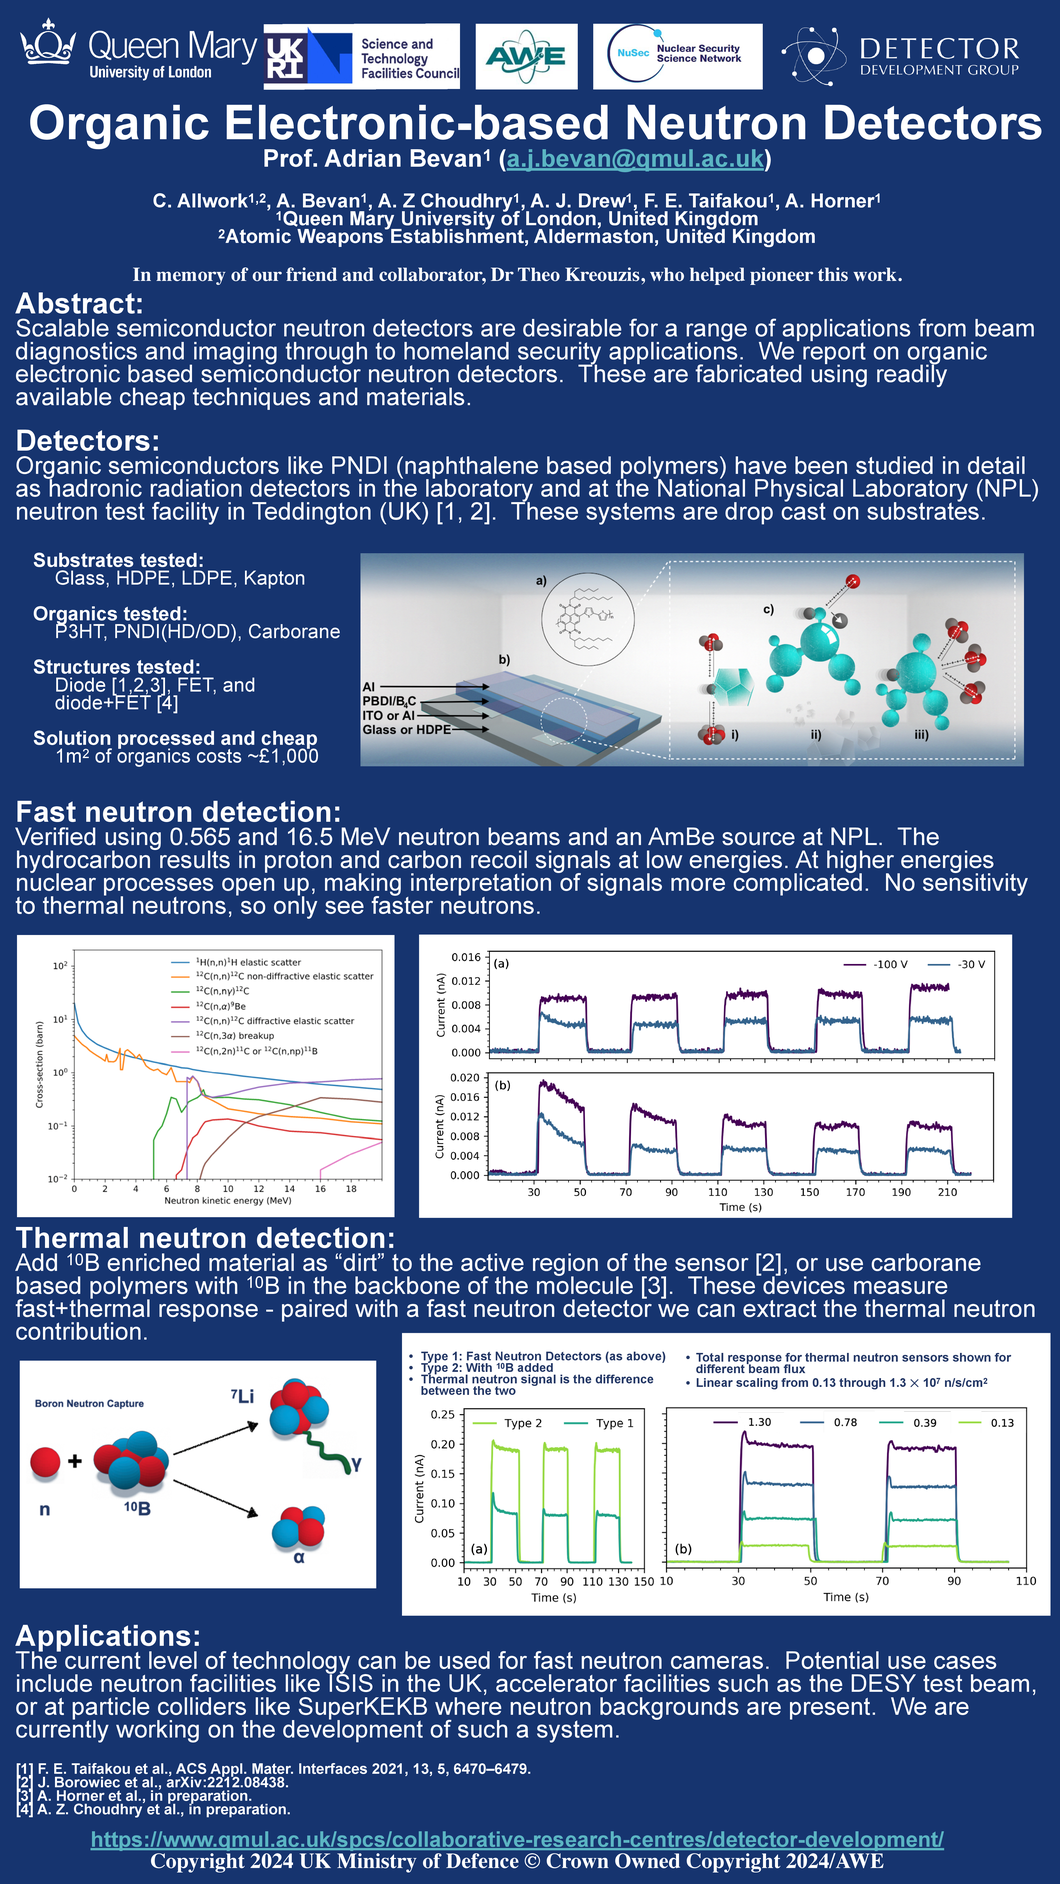 Queen Mary
University of London
UK
RI
Science and
Technology
Facilities Council
AWE
NuSec
Nuclear Security
Science Network
DETECTOR
DEVELOPMENT GROUP
Organic Electronic-based Neutron Detectors
Prof. Adrian Bevan¹ (a.j.bevan@qmul.ac.uk)
C. Allwork¹,², A. Bevan¹, A. Z Choudhry¹, A. J. Drew¹, F. E. Taifakou¹, A. Horner¹
¹Queen Mary University of London, United Kingdom
²Atomic Weapons Establishment, Aldermaston, United Kingdom
In memory of our friend and collaborator, Dr Theo Kreouzis, who helped pioneer this work.
Abstract:
Scalable semiconductor neutron detectors are desirable for a range of applications from beam
diagnostics and imaging through to homeland security applications.  We report on organic
electronic based semiconductor neutron detectors.  These are fabricated using readily
available cheap techniques and materials.
Detectors:
Organic semiconductors like PNDI (naphthalene based polymers) have been studied in detail
as hadronic radiation detectors in the laboratory and at the National Physical Laboratory (NPL)
neutron test facility in Teddington (UK) [1, 2].  These systems are drop cast on substrates.
Substrates tested:
Glass, HDPE, LDPE, Kapton
Organics tested:
P3HT, PNDI(HD/OD), Carborane
Structures tested:
Diode [1,2,3], FET, and
diode+FET [4]
Solution processed and cheap
1m² of organics costs ~£1,000
a)
b)
c)
Al
PBDI/B₄C
ITO or Al
Glass or HDPE
i)
ii)
iii)
Fast neutron detection:
Verified using 0.565 and 16.5 MeV neutron beams and an AmBe source at NPL.  The
hydrocarbon results in proton and carbon recoil signals at low energies. At higher energies
nuclear processes open up, making interpretation of signals more complicated.  No sensitivity
to thermal neutrons, so only see faster neutrons.
¹H(n,n)¹H elastic scatter
¹²C(n,n)¹²C non-diffractive elastic scatter
¹²C(n,nγ)¹²C
¹²C(n,α)⁹Be
¹²C(n,n)¹²C diffractive elastic scatter
¹²C(n,3α) breakup
¹²C(n,2n)¹¹C or ¹²C(n,np)¹¹B
Cross-section (barn)
10²
10¹
10⁰
10⁻¹
10⁻²
0 2 4 6 8 10 12 14 16 18
Neutron kinetic energy (MeV)
(a)
-100 V
-30 V
Current (nA)
0.016
0.012
0.008
0.004
0.000
(b)
Current (nA)
0.020
0.016
0.012
0.008
0.004
0.000
30 50 70 90 110 130 150 170 190 210
Time (s)
Thermal neutron detection:
Add ¹⁰B enriched material as “dirt” to the active region of the sensor [2], or use carborane
based polymers with ¹⁰B in the backbone of the molecule [3].  These devices measure
fast+thermal response - paired with a fast neutron detector we can extract the thermal neutron
contribution.
Boron Neutron Capture
n
+
¹⁰B
⁷Li
γ
α
• Type 1: Fast Neutron Detectors (as above)
• Type 2: With ¹⁰B added
• Thermal neutron signal is the difference
between the two
• Total response for thermal neutron sensors shown for
different beam flux
• Linear scaling from 0.13 through 1.3 × 10⁷ n/s/cm²
Type 2
Type 1
Current (nA)
0.25
0.20
0.15
0.10
0.05
0.00
(a)
10 30 50 70 90 110 130 150
Time (s)
1.30
0.78
0.39
0.13
(b)
10 30 50 70 90 110
Time (s)
Applications:
The current level of technology can be used for fast neutron cameras.  Potential use cases
include neutron facilities like ISIS in the UK, accelerator facilities such as the DESY test beam,
or at particle colliders like SuperKEKB where neutron backgrounds are present.  We are
currently working on the development of such a system.
[1] F. E. Taifakou et al., ACS Appl. Mater. Interfaces 2021, 13, 5, 6470–6479.
[2] J. Borowiec et al., arXiv:2212.08438.
[3] A. Horner et al., in preparation.
[4] A. Z. Choudhry et al., in preparation.
https://www.qmul.ac.uk/spcs/collaborative-research-centres/detector-development/
Copyright 2024 UK Ministry of Defence © Crown Owned Copyright 2024/AWE